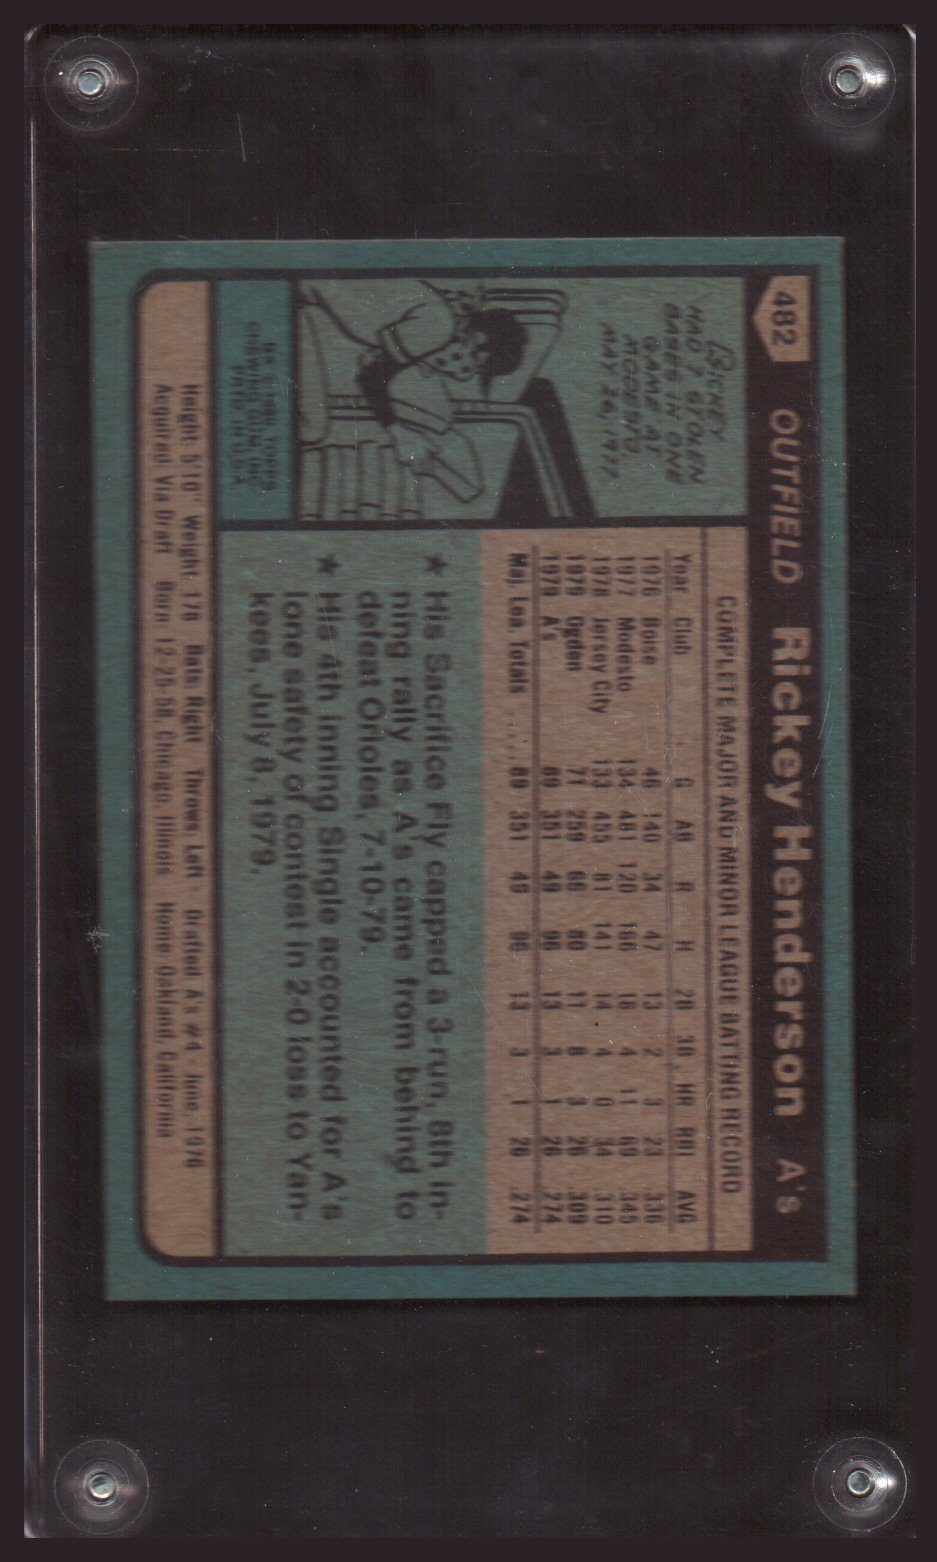 482
OUTFIELD Rickey Henderson A's
Rickey
HAD 7 STOLEN
BASES IN ONE
GAME AT
MODESTO,
MAY 26, 1977.
COMPLETE MAJOR AND MINOR LEAGUE BATTING RECORD
Year Club G AB R H 2B 3B HR RBI AVG
1976 Boise 46 140 34 47 13 2 3 23 336
1977 Modesto 134 481 120 166 18 4 11 69 345
1978 Jersey City 133 455 81 141 14 4 0 34 310
1979 Ogden 71 259 66 80 11 8 3 26 309
1979 A's 89 351 49 96 13 3 1 26 274
Maj. Lea. Totals 89 351 49 96 13 3 1 26 274
★ His Sacrifice Fly capped a 3-run, 8th in-
ning rally as A's came from behind to
defeat Orioles, 7-10-79.
★ His 4th inning Single accounted for A's
lone safety of contest in 2-0 loss to Yan-
kees, July 8, 1979.
TOPPS
CHEWING GUM, INC.
PRTD. IN U.S.A.
Height 5'10" Weight 176 Bats Right Throws Left Drafted A's #4-June, 1976
Acquired Via Draft Born 12-25-58, Chicago, Illinois Home Oakland, California